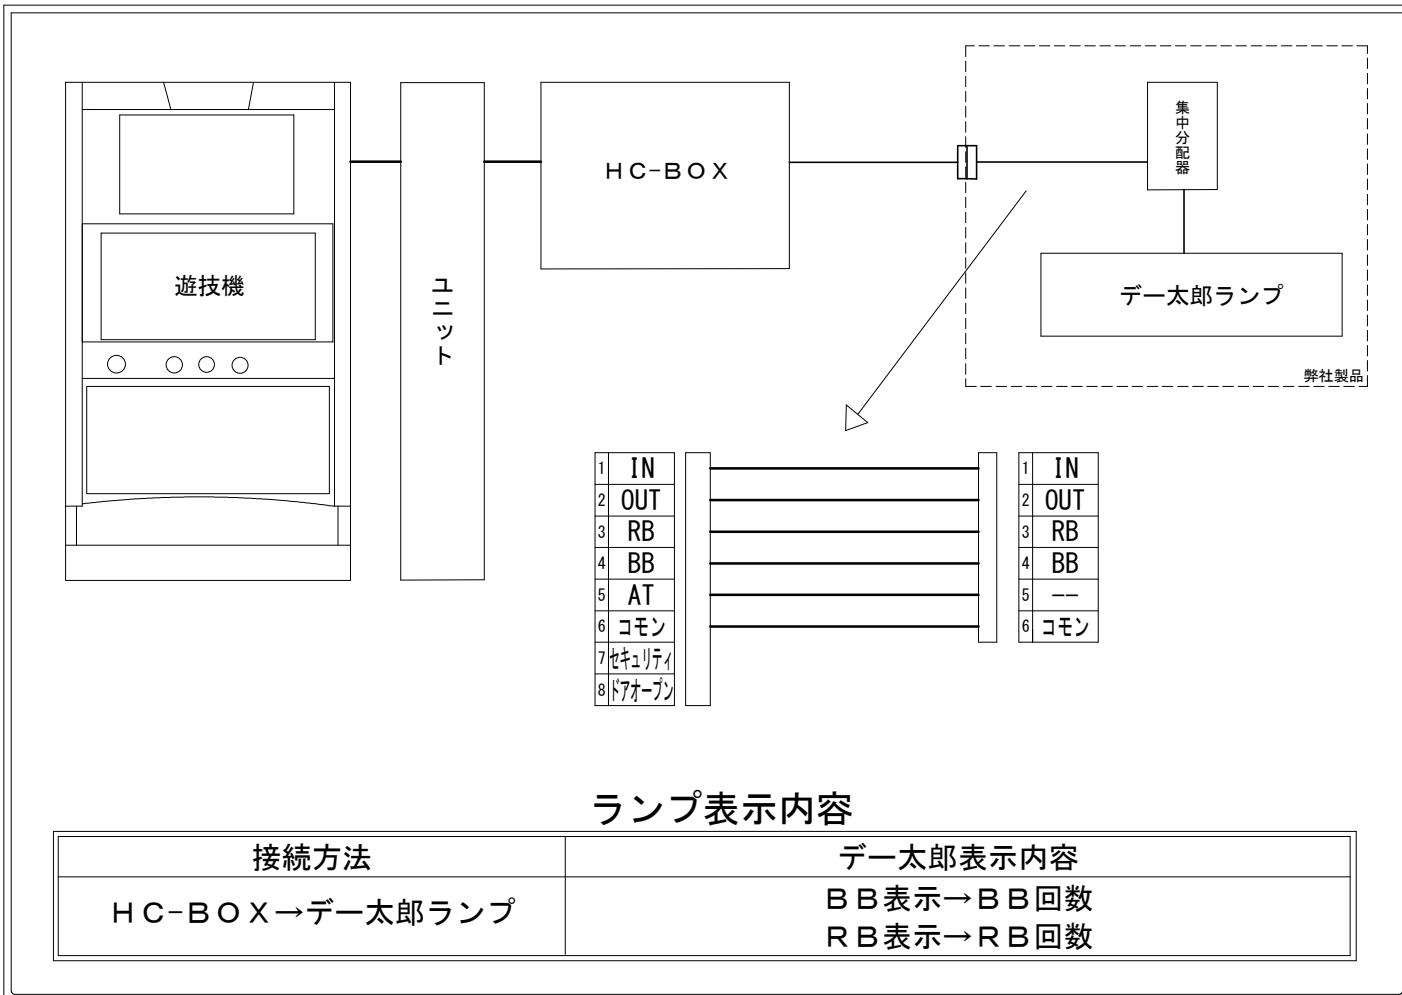 遊技機
ユニット
ＨＣ−ＢＯＸ
集中分配器
デー太郎ランプ
弊社製品
1 IN
2 OUT
3 RB
4 BB
5 AT
6 コモン
7 セキュリティ
8 ドアオープン
1 IN
2 OUT
3 RB
4 BB
5 −−
6 コモン
ランプ表示内容
接続方法
デー太郎表示内容
ＨＣ−ＢＯＸ→デー太郎ランプ
ＢＢ表示→ＢＢ回数
ＲＢ表示→ＲＢ回数